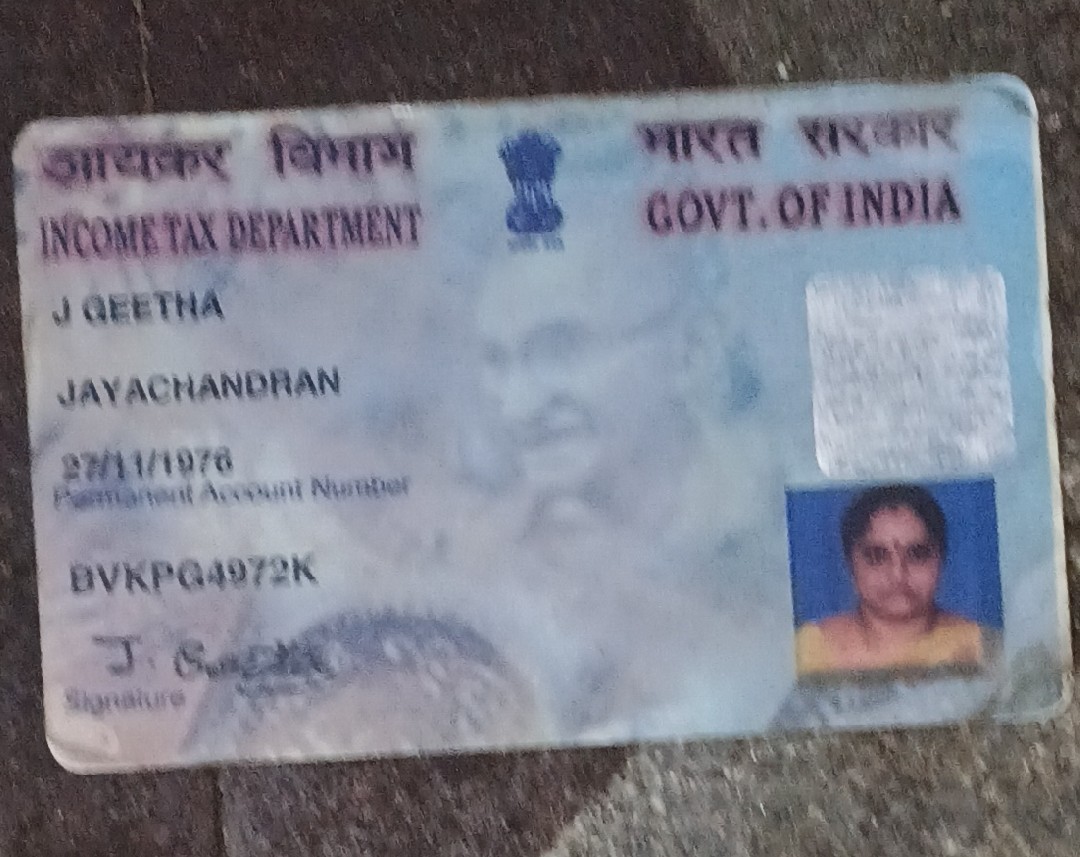 आयकर विभाग
INCOME TAX DEPARTMENT
भारत सरकार
GOVT. OF INDIA
J GEETHA
JAYACHANDRAN
27/11/1976
Permanent Account Number
BVKPG4972K
J. Geetha
Signature